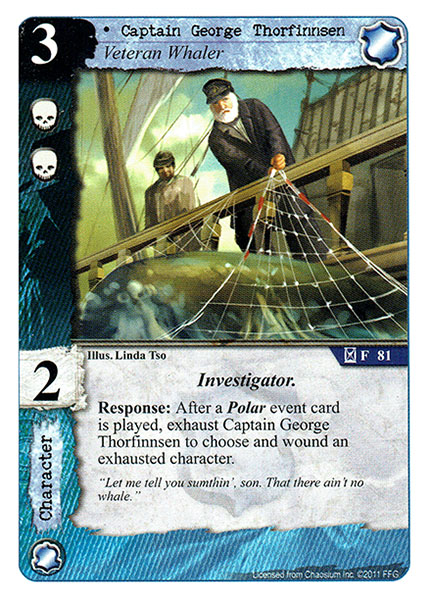 3
• Captain George Thorfinnsen
Veteran Whaler
Illus. Linda Tso
F 81
2
Investigator.
Response: After a Polar event card
is played, exhaust Captain George
Thorfinnsen to choose and wound an
exhausted character.
“Let me tell you sumthin’, son. That there ain’t no
whale.”
Character
Licensed from Chaosium Inc. ©2011 FFG